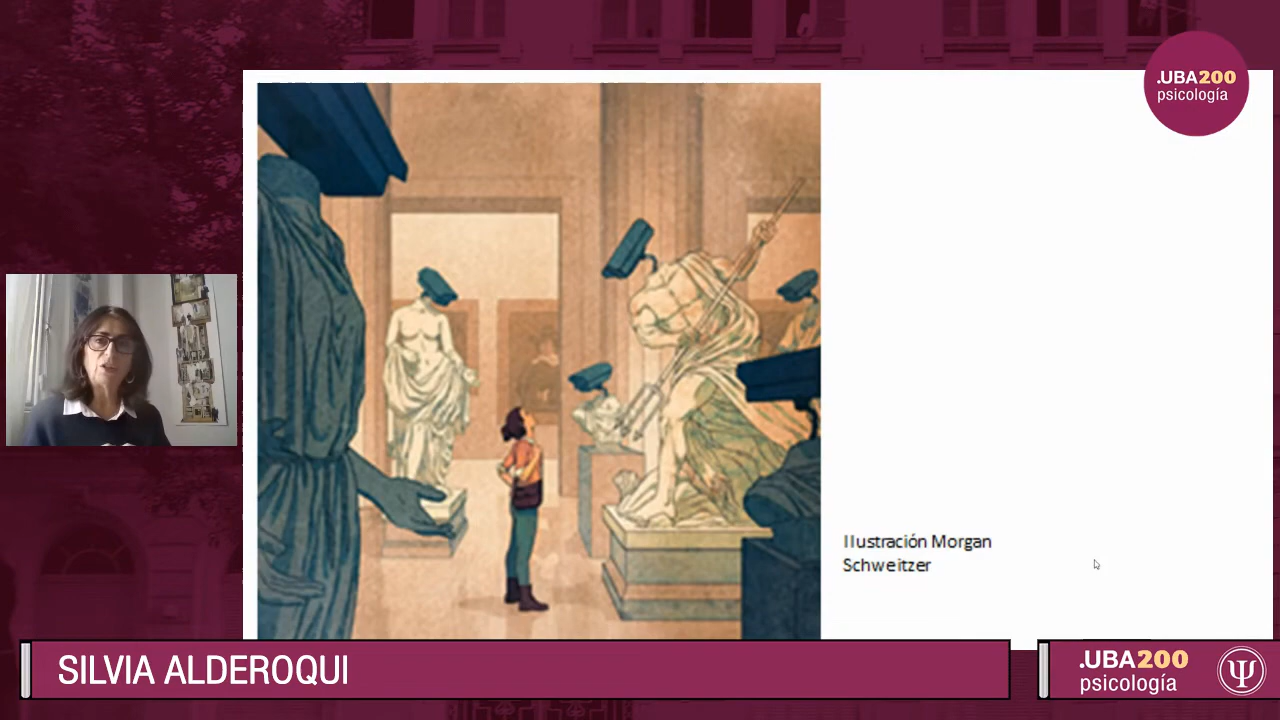 .UBA200
psicología
Ilustración Morgan
Schweitzer
SILVIA ALDEROQUI
.UBA200
psicología